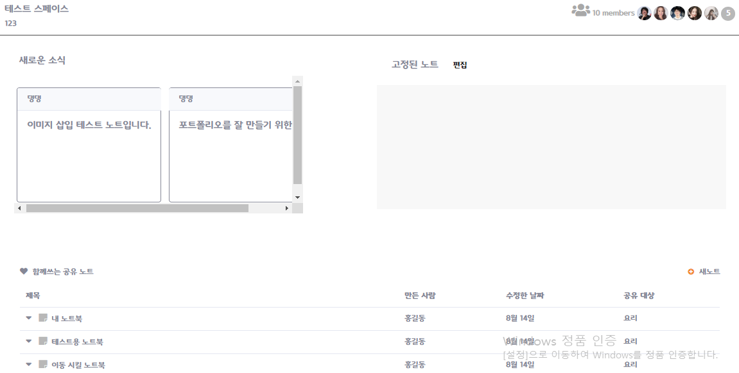 테스트 스페이스
123
10 members
5
새로운 소식
고정된 노트 편집
댕댕
이미지 삽입 테스트 노트입니다.
댕댕
포트폴리오를 잘 만들기 위한
함께쓰는 공유 노트
새노트
제목 만든 사람 수정한 날짜 공유 대상
내 노트북 홍길동 8월 14일 요리
테스트용 노트북 홍길동 8월 14일 요리
이동 시킬 노트북 홍길동 8월 14일 요리
Windows 정품 인증
[설정]으로 이동하여 Windows를 정품 인증합니다.